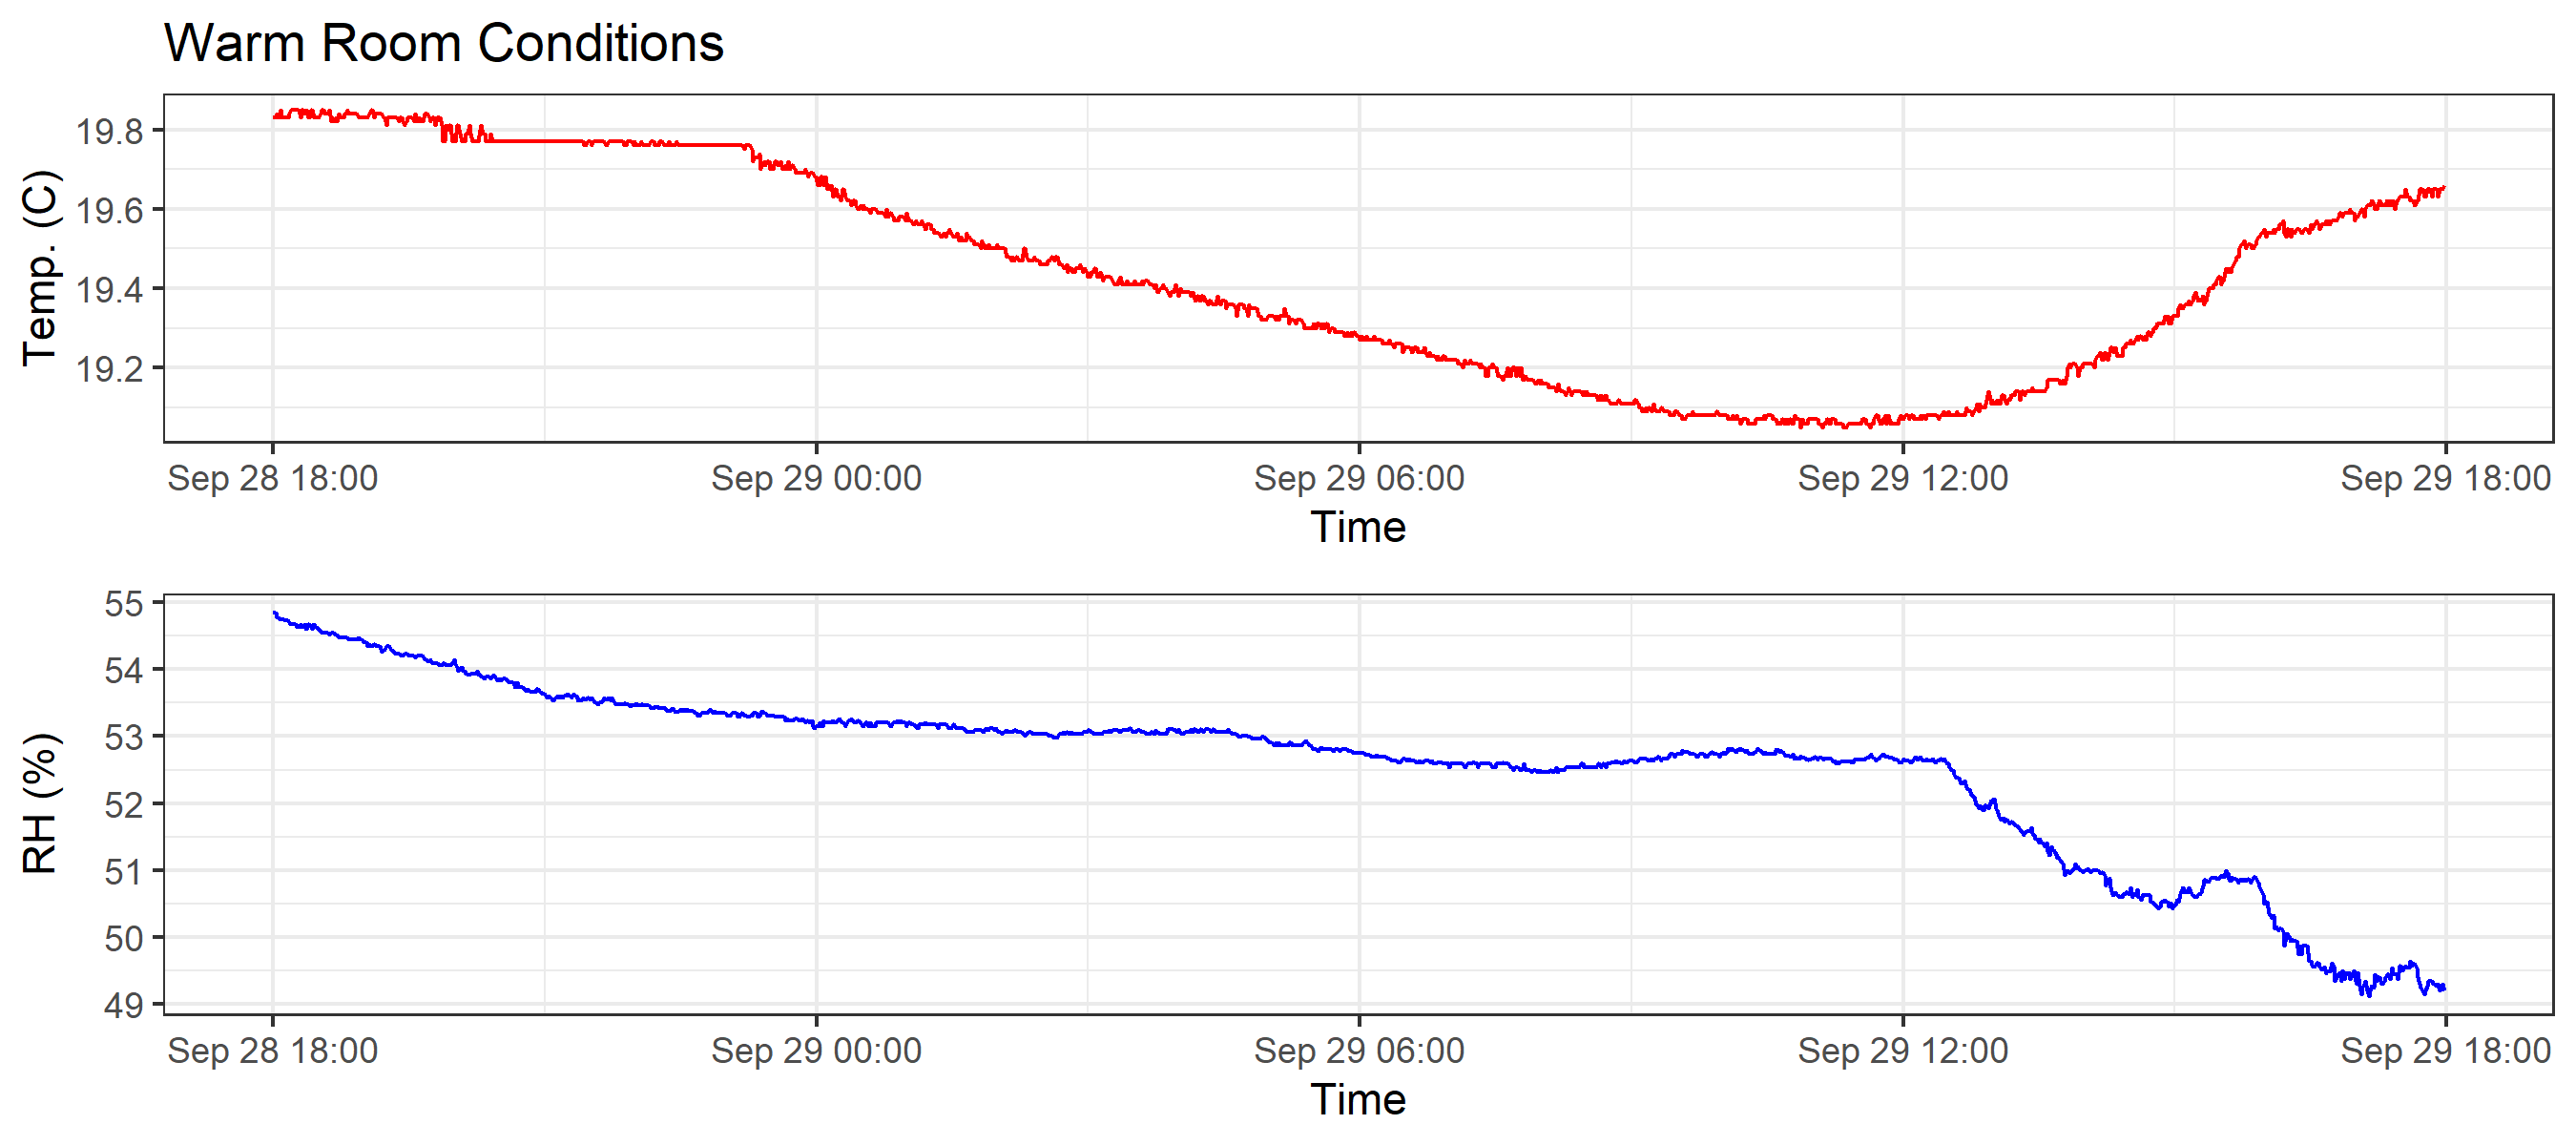 Warm Room Conditions
Temp. (C)
19.8
19.6
19.4
19.2
Sep 28 18:00 Sep 29 00:00 Sep 29 06:00 Sep 29 12:00 Sep 29 18:00
Time
RH (%)
55
54
53
52
51
50
49
Sep 28 18:00 Sep 29 00:00 Sep 29 06:00 Sep 29 12:00 Sep 29 18:00
Time